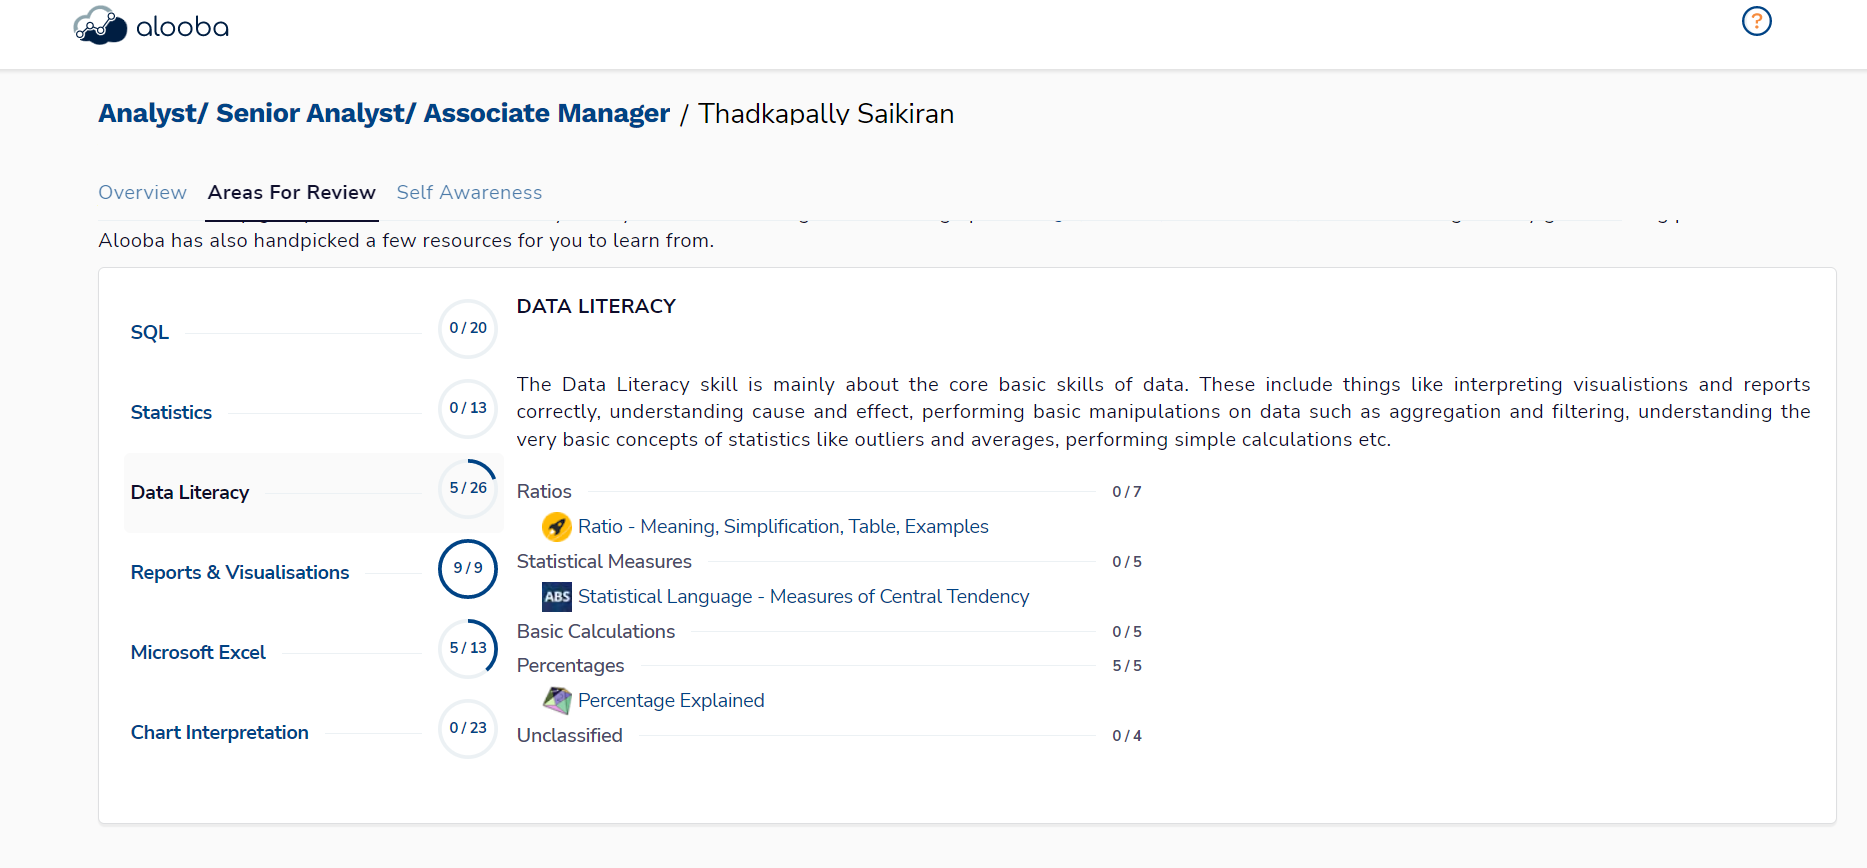 alooba
?
Analyst/ Senior Analyst/ Associate Manager / Thadkapally Saikiran
Overview Areas For Review Self Awareness
Alooba has also handpicked a few resources for you to learn from.
SQL 0 / 20
Statistics 0 / 13
Data Literacy 5 / 26
Reports & Visualisations 9 / 9
Microsoft Excel 5 / 13
Chart Interpretation 0 / 23
DATA LITERACY
The Data Literacy skill is mainly about the core basic skills of data. These include things like interpreting visualistions and reports
correctly, understanding cause and effect, performing basic manipulations on data such as aggregation and filtering, understanding the
very basic concepts of statistics like outliers and averages, performing simple calculations etc.
Ratios 0 / 7
Ratio - Meaning, Simplification, Table, Examples
Statistical Measures 0 / 5
ABS Statistical Language - Measures of Central Tendency
Basic Calculations 0 / 5
Percentages 5 / 5
Percentage Explained
Unclassified 0 / 4